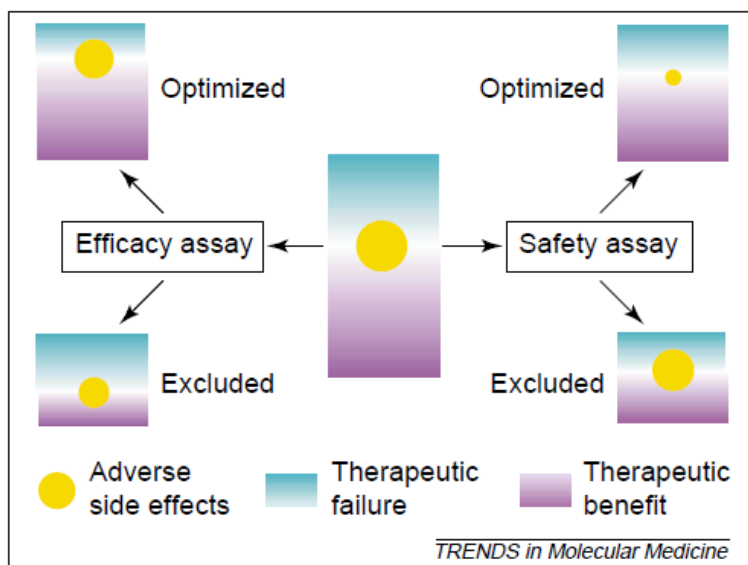 Optimized
Optimized
Efficacy assay
Safety assay
Excluded
Excluded
Adverse
side effects
Therapeutic
failure
Therapeutic
benefit
TRENDS in Molecular Medicine